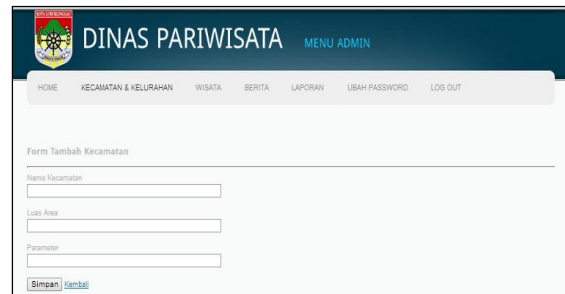 DINAS PARIWISATA MENU ADMIN
HOME KECAMATAN & KELURAHAN WISATA BERITA LAPORAN UBAH PASSWORD LOG OUT
Form Tambah Kecamatan
Nama Kecamatan
Luas Area
Parameter
Simpan Kembali